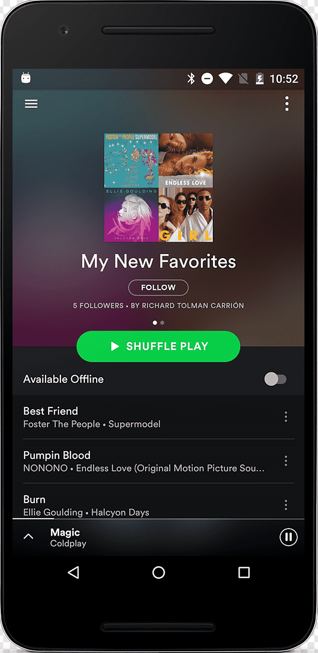 10:52
ELLIE GOULDING
ENDLESS LOVE
GIRL
My New Favorites
FOLLOW
5 FOLLOWERS • BY RICHARD TOLMAN CARRIÓN
SHUFFLE PLAY
Available Offline
Best Friend
Foster The People • Supermodel
Pumpin Blood
NONONO • Endless Love (Original Motion Picture Sou...
Burn
Ellie Goulding • Halcyon Days
Magic
Coldplay